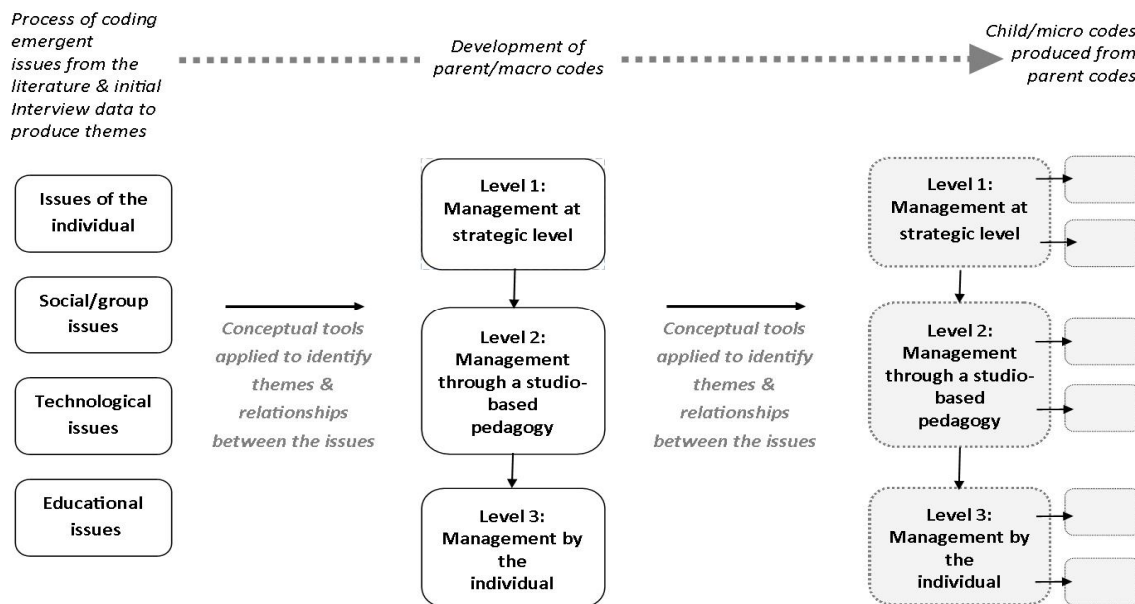 Process of coding
emergent
issues from the
literature & initial
Interview data to
produce themes
Development of
parent/macro codes
Child/micro codes
produced from
parent codes
Issues of the
individual
Social/group
issues
Technological
issues
Educational
issues
Conceptual tools
applied to identify
themes &
relationships
between the issues
Level 1:
Management at
strategic level
Level 2:
Management
through a studio-
based
pedagogy
Level 3:
Management by
the
individual
Conceptual tools
applied to identify
themes &
relationships
between the issues
Level 1:
Management at
strategic level
Level 2:
Management
through a studio-
based
pedagogy
Level 3:
Management by
the
individual